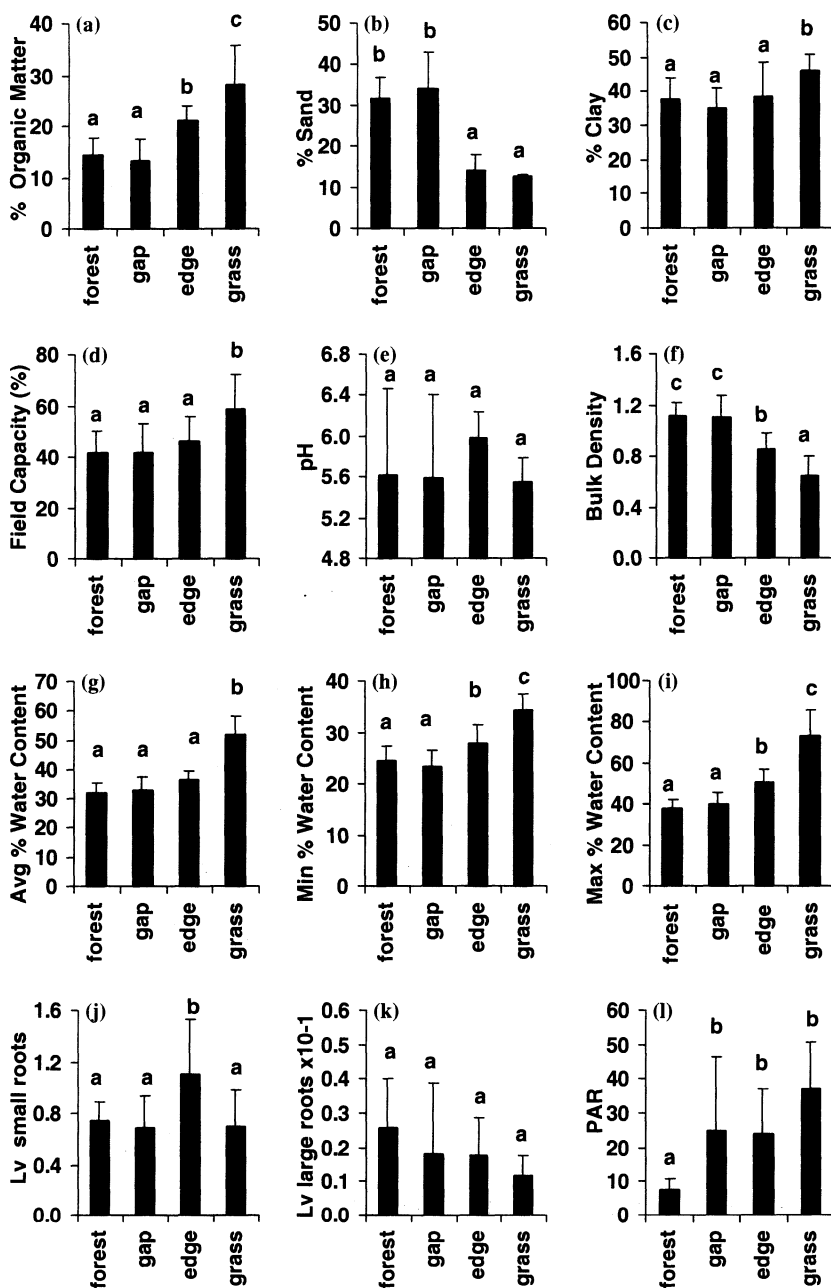 (a)
% Organic Matter
40
30
20
10
0
a
a
b
c
forest
gap
edge
grass
(b)
% Sand
50
40
30
20
10
0
b
b
a
a
forest
gap
edge
grass
(c)
% Clay
60
50
40
30
20
10
0
a
a
a
b
forest
gap
edge
grass
(d)
Field Capacity (%)
80
60
40
20
0
a
a
a
b
forest
gap
edge
grass
(e)
pH
6.8
6.4
6.0
5.6
5.2
4.8
a
a
a
a
forest
gap
edge
grass
(f)
Bulk Density
1.6
1.2
0.8
0.4
0.0
c
c
b
a
forest
gap
edge
grass
(g)
Avg % Water Content
70
60
50
40
30
20
10
0
a
a
a
b
forest
gap
edge
grass
(h)
Min % Water Content
40
30
20
10
0
a
a
b
c
forest
gap
edge
grass
(i)
Max % Water Content
100
80
60
40
20
0
a
a
b
c
forest
gap
edge
grass
(j)
Lv small roots
1.6
1.2
0.8
0.4
0.0
a
a
b
a
forest
gap
edge
grass
(k)
Lv large roots x10-1
0.6
0.5
0.4
0.3
0.2
0.1
0.0
a
a
a
a
forest
gap
edge
grass
(l)
PAR
60
50
40
30
20
10
0
a
b
b
b
forest
gap
edge
grass